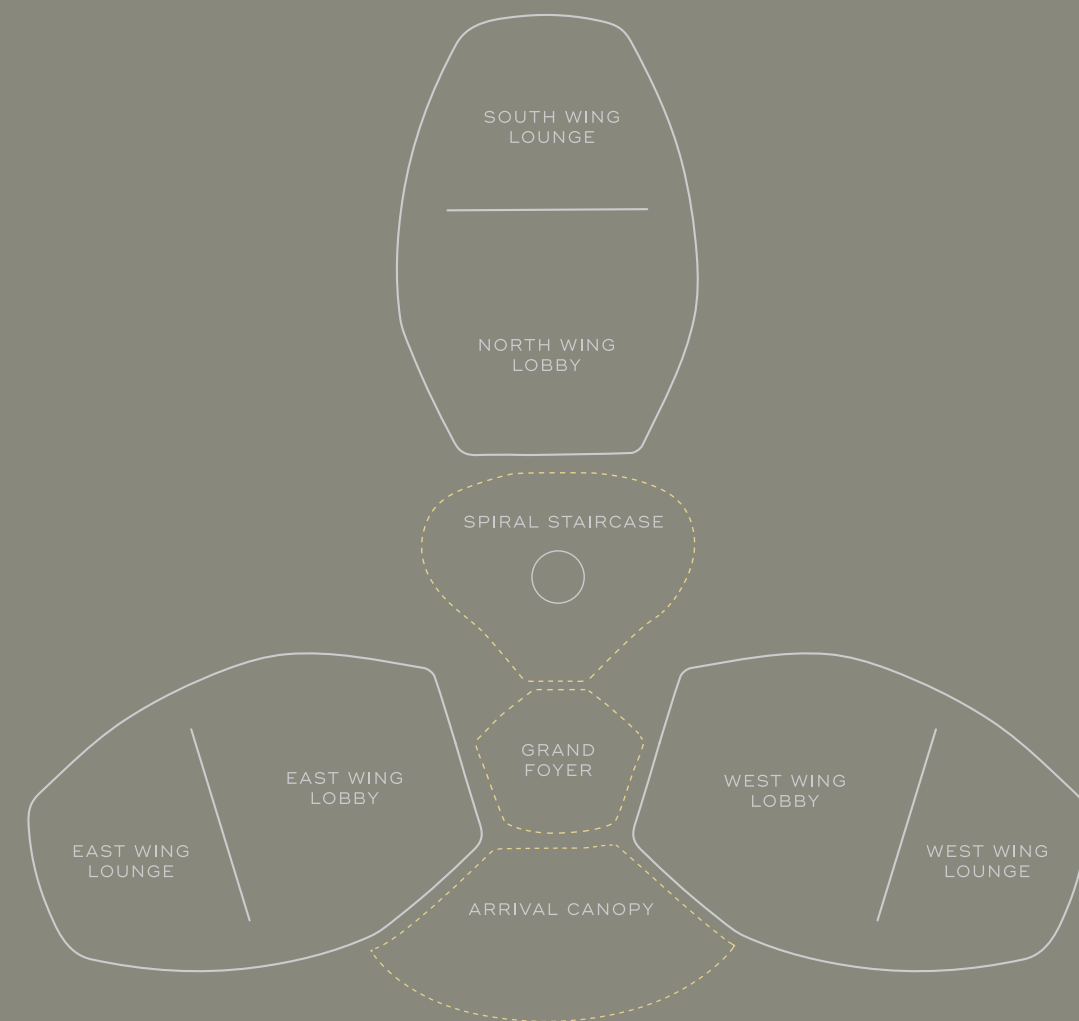 SOUTH WING
LOUNGE
NORTH WING
LOBBY
SPIRAL STAIRCASE
GRAND
FOYER
EAST WING
LOBBY
WEST WING
LOBBY
EAST WING
LOUNGE
WEST WING
LOUNGE
ARRIVAL CANOPY